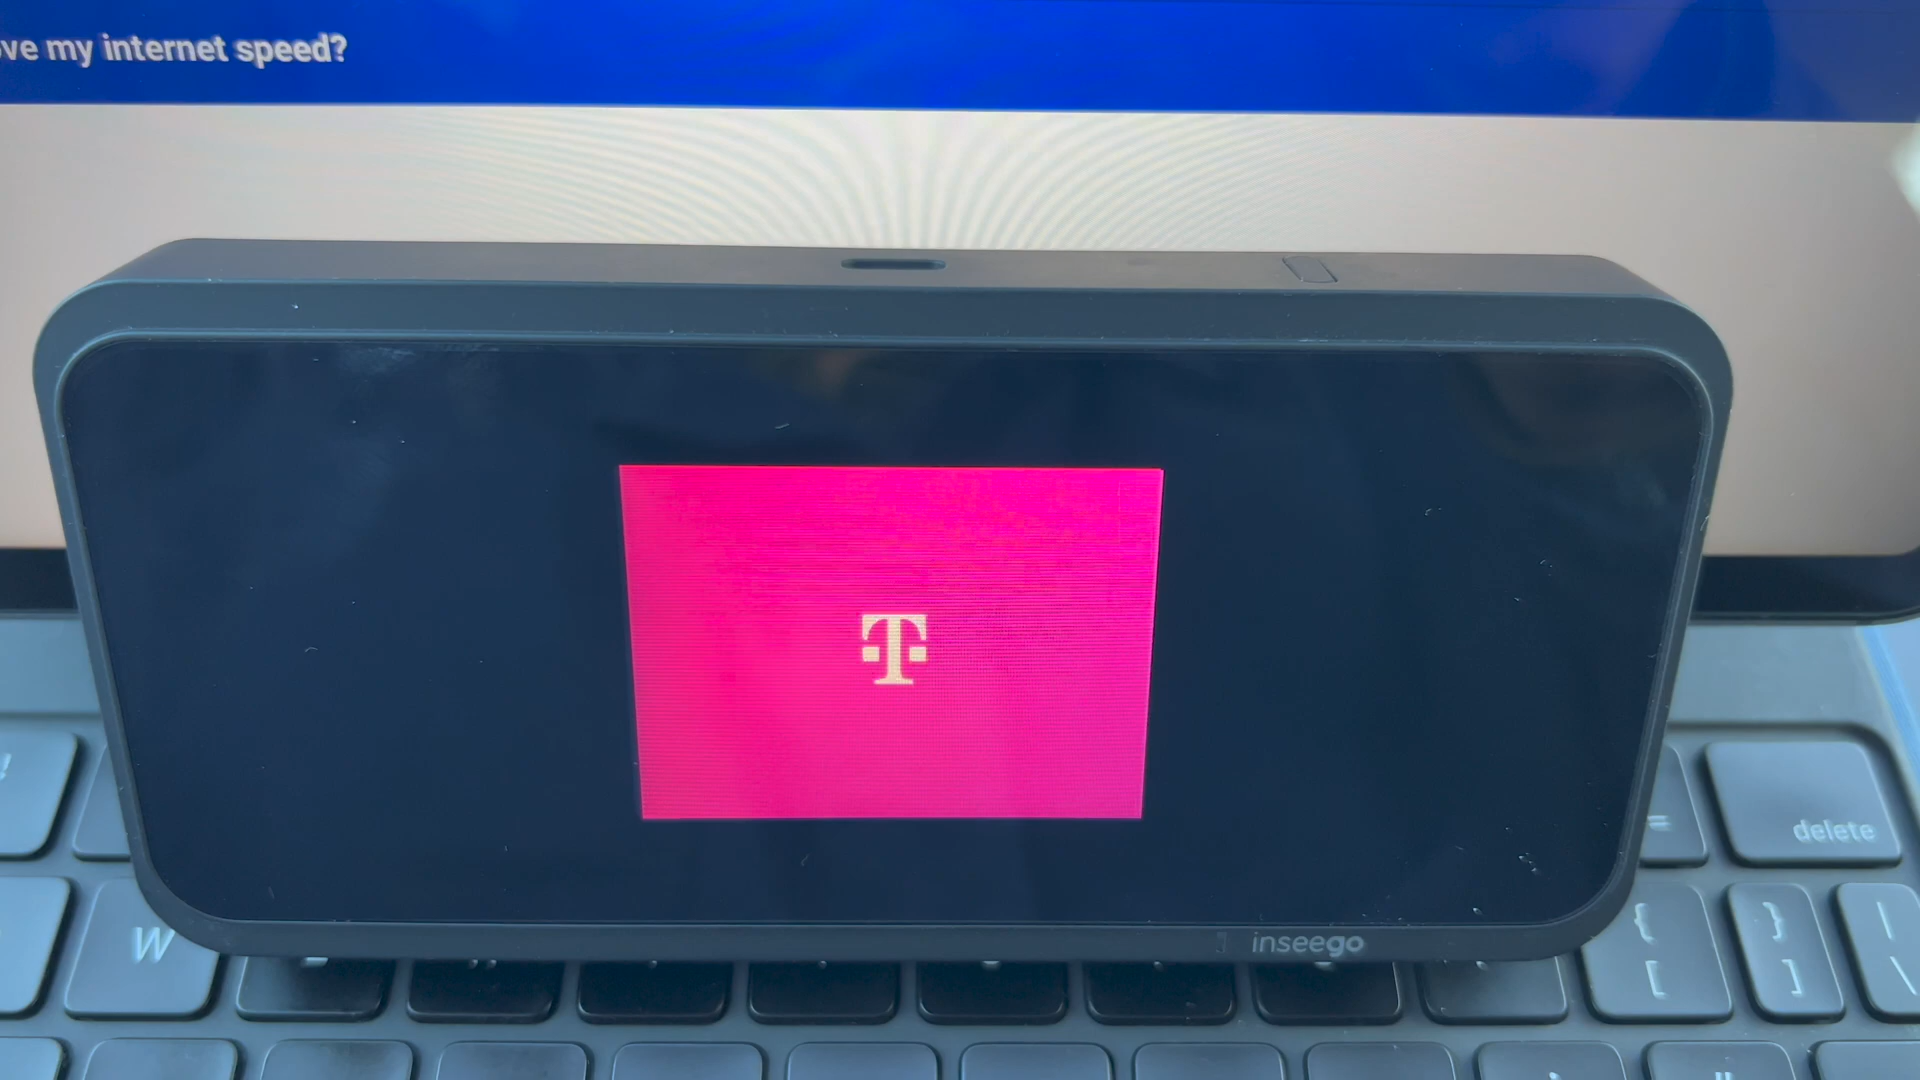 ve my internet speed?
T
inseego
=
delete
W
{
[
}
]
|
\